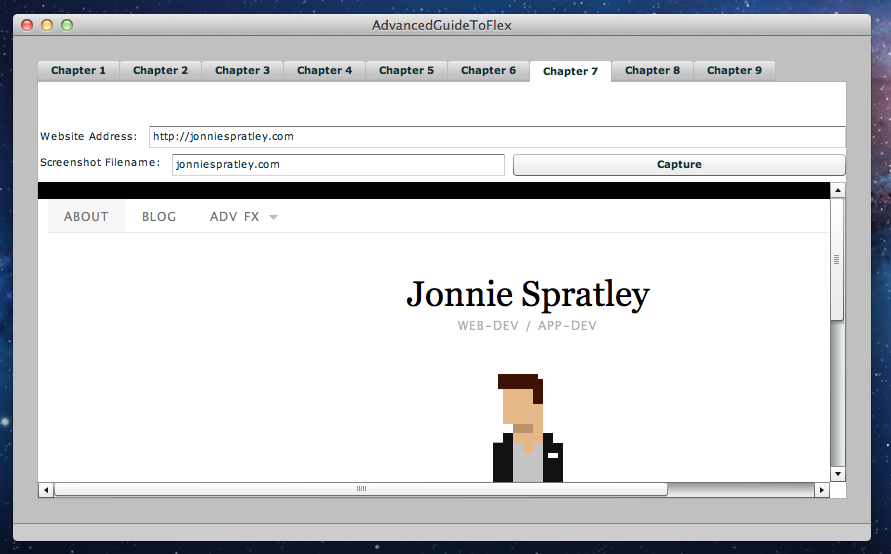 AdvancedGuideToFlex
Chapter 1 Chapter 2 Chapter 3 Chapter 4 Chapter 5 Chapter 6 Chapter 7 Chapter 8 Chapter 9
Website Address: http://jonniespratley.com
Screenshot Filename: jonniespratley.com Capture
ABOUT BLOG ADV FX
Jonnie Spratley
WEB-DEV / APP-DEV